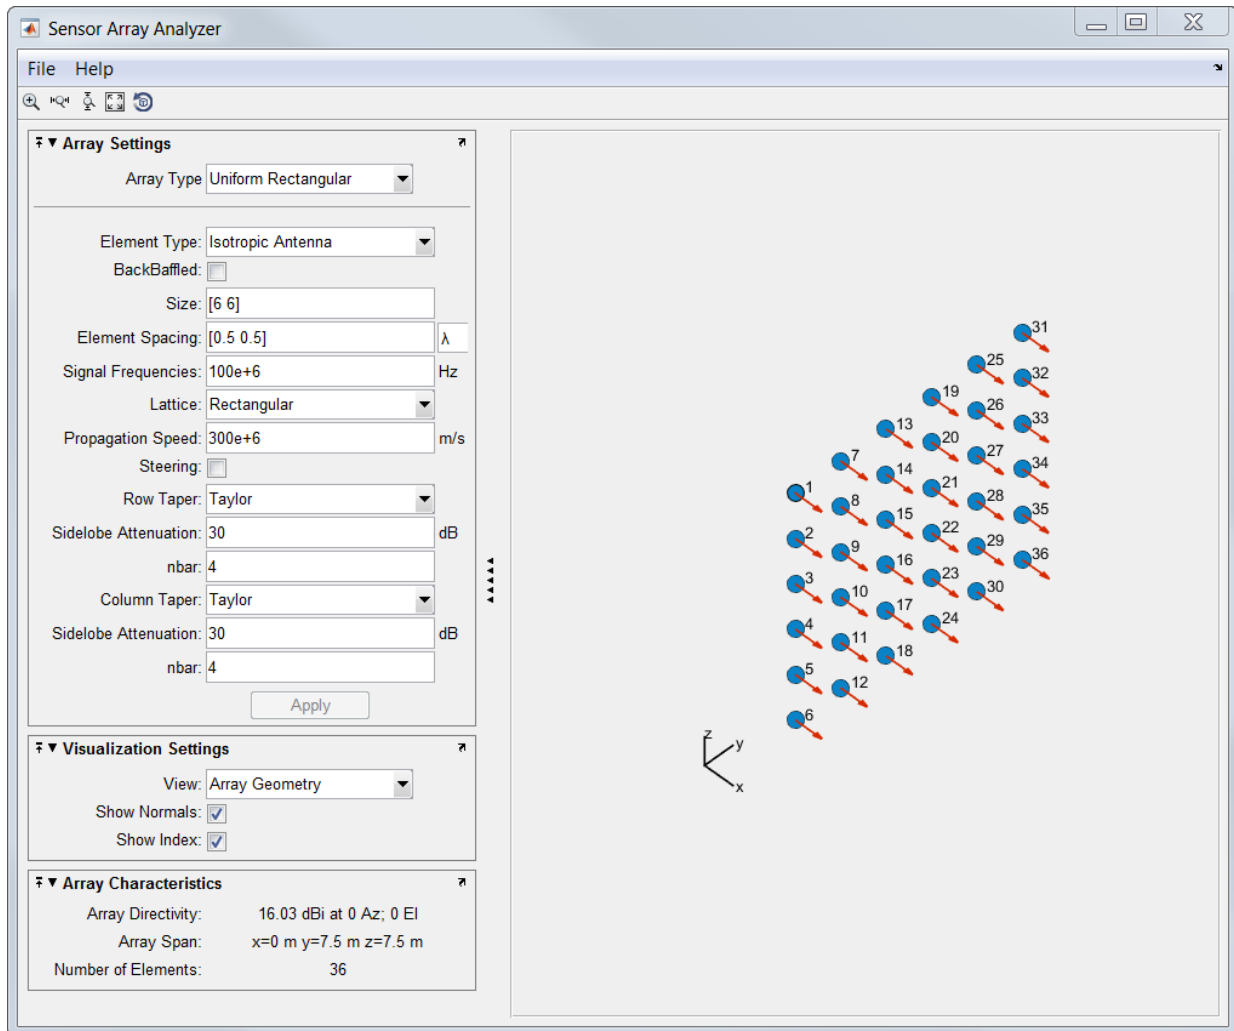 Sensor Array Analyzer
File Help
Array Settings
Array Type Uniform Rectangular
Element Type: Isotropic Antenna
BackBaffled:
Size: [6 6]
Element Spacing: [0.5 0.5] λ
Signal Frequencies: 100e+6 Hz
Lattice: Rectangular
Propagation Speed: 300e+6 m/s
Steering:
Row Taper: Taylor
Sidelobe Attenuation: 30 dB
nbar: 4
Column Taper: Taylor
Sidelobe Attenuation: 30 dB
nbar: 4
Apply
Visualization Settings
View: Array Geometry
Show Normals:
Show Index:
Array Characteristics
Array Directivity: 16.03 dBi at 0 Az; 0 El
Array Span: x=0 m y=7.5 m z=7.5 m
Number of Elements: 36
31
25
32
19
26
33
13
20
27
34
7
14
21
28
35
1
8
15
22
29
36
2
9
16
23
30
3
10
17
24
4
11
18
5
12
6
z
y
x